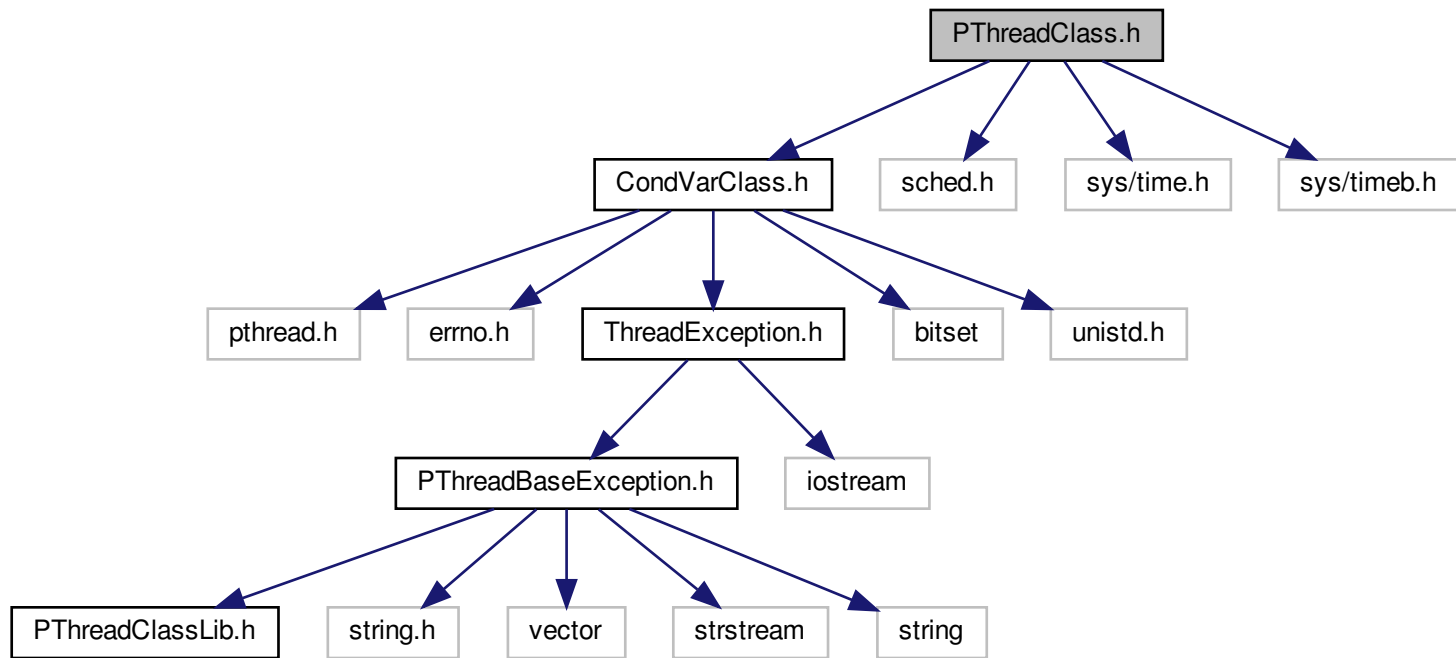 PThreadClass.h
CondVarClass.h
sched.h
sys/time.h
sys/timeb.h
pthread.h
errno.h
ThreadException.h
bitset
unistd.h
PThreadBaseException.h
iostream
PThreadClassLib.h
string.h
vector
strstream
string